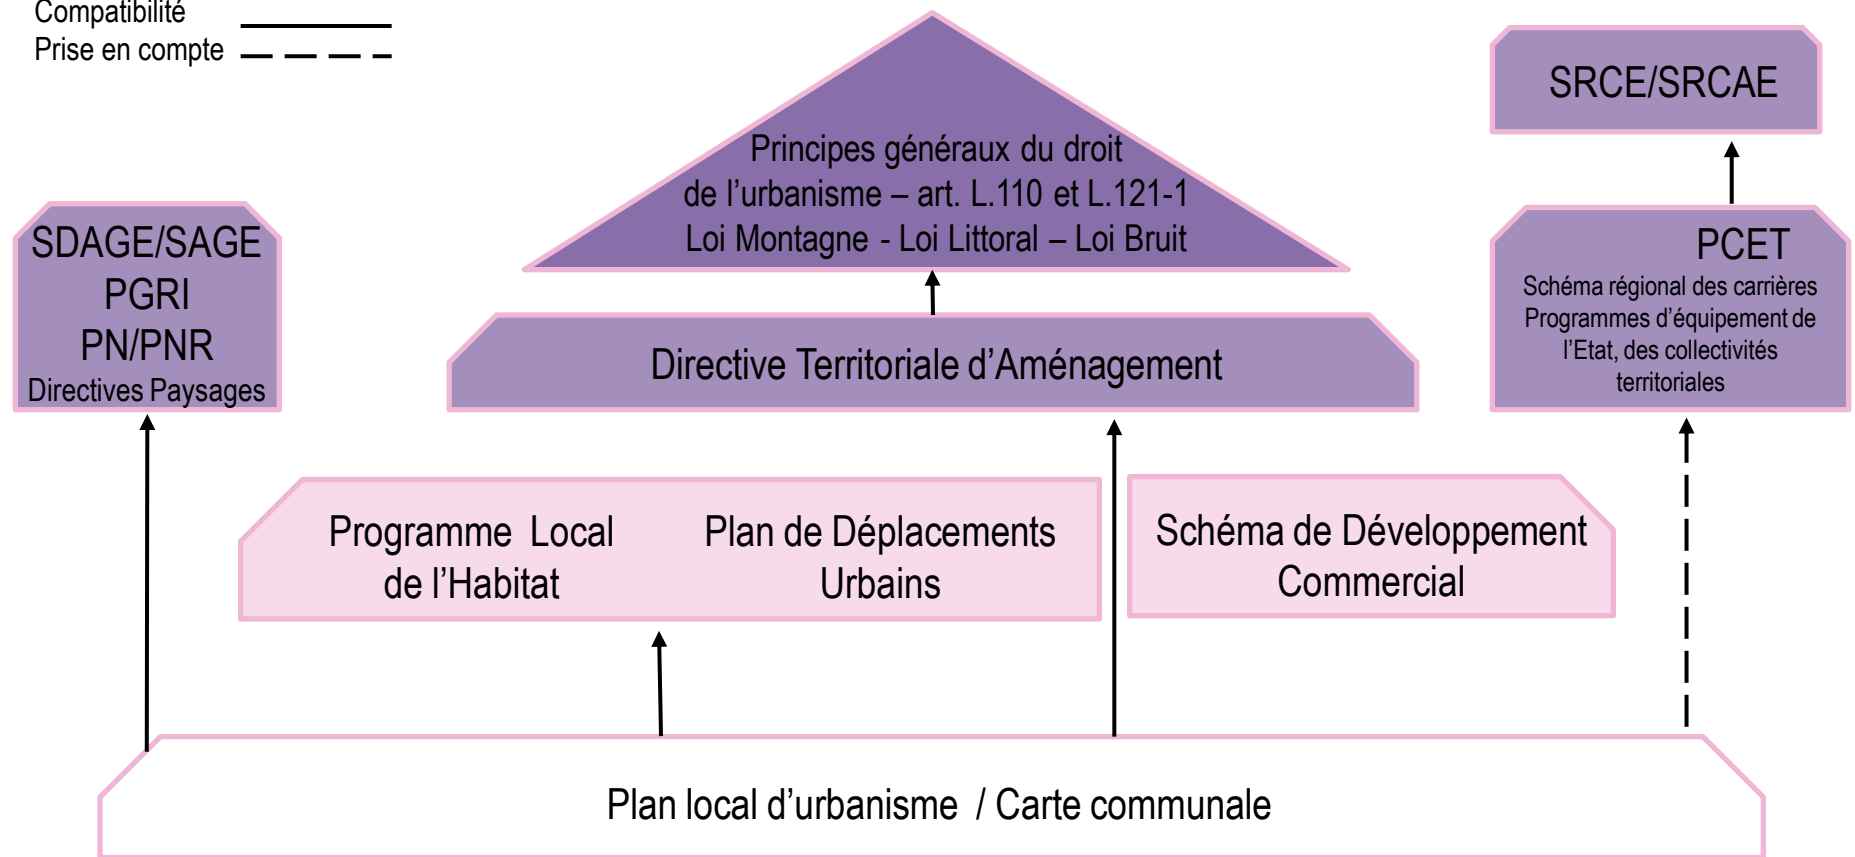 Compatibilité
Prise en compte
Principes généraux du droit
de l’urbanisme – art. L.110 et L.121-1
Loi Montagne - Loi Littoral – Loi Bruit
SRCE/SRCAE
SDAGE/SAGE
PGRI
PN/PNR
Directives Paysages
Directive Territoriale d’Aménagement
PCET
Schéma régional des carrières
Programmes d’équipement de
l’Etat, des collectivités
territoriales
Programme Local
de l’Habitat
Plan de Déplacements
Urbains
Schéma de Développement
Commercial
Plan local d’urbanisme / Carte communale